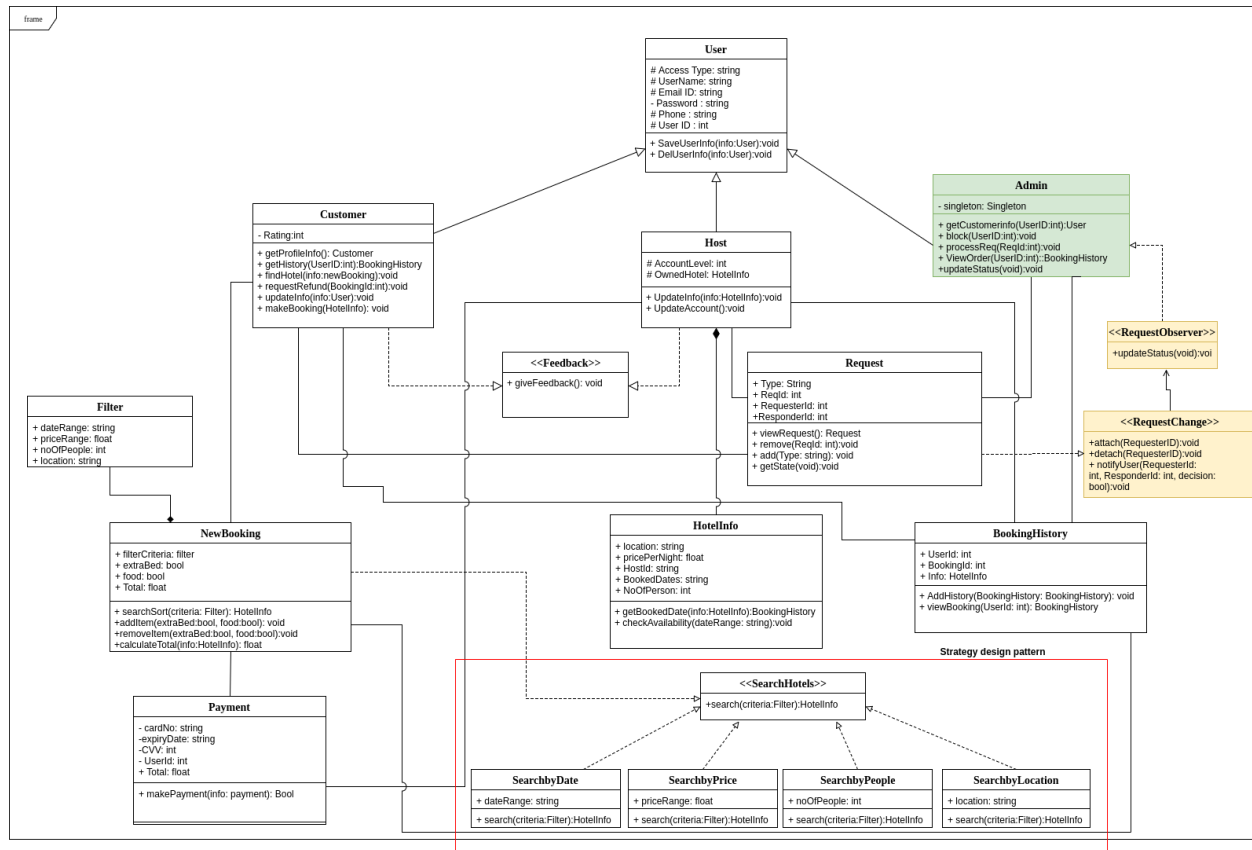 frame
User
# Access Type: string
# UserName: string
# Email ID: string
- Password : string
# Phone : string
# User ID : int
+ SaveUserInfo(info:User):void
+ DelUserInfo(info:User):void
Admin
- singleton: Singleton
+ getCustomerinfo(UserID:int):User
+ block(UserID:int):void
+ processReq(ReqId:int):void
+ ViewOrder(UserID:int)::BookingHistory
+updateStatus(void):void
Customer
- Rating:int
+ getProfileInfo(): Customer
+ getHistory(UserID:int):BookingHistory
+ findHotel(info:newBooking):void
+ requestRefund(BookingId:int):void
+ updateInfo(info:User):void
+ makeBooking(HotelInfo): void
Host
# AccountLevel: int
# OwnedHotel: HotelInfo
+ UpdateInfo(info:HotelInfo):void
+ UpdateAccount():void
<<RequestObserver>>
+updateStatus(void):voi
<<Feedback>>
+ giveFeedback(): void
Request
+ Type: String
+ ReqId: int
+ RequesterId: int
+ResponderId: int
+ viewRequest(): Request
+ remove(ReqId: int):void
+ add(Type: string): void
+ getState(void):void
Filter
+ dateRange: string
+ priceRange: float
+ noOfPeople: int
+ location: string
<<RequestChange>>
+attach(RequesterID):void
+detach(RequesterID):void
+ notifyUser(RequesterId:
int, ResponderId: int, decision:
bool):void
NewBooking
+ filterCriteria: filter
+ extraBed: bool
+ food: bool
+ Total: float
+ searchSort(criteria: Filter): HotelInfo
+addItem(extraBed:bool, food:bool): void
+removeItem(extraBed:bool, food:bool):void
+calculateTotal(info:HotelInfo): float
HotelInfo
+ location: string
+ pricePerNight: float
+ HostId: string
+ BookedDates: string
+ NoOfPerson: int
+ getBookedDate(info:HotelInfo):BookingHistory
+ checkAvailability(dateRange: string):void
BookingHistory
+ UserId: int
+ BookingId: int
+ Info: HotelInfo
+ AddHistory(BookingHistory: BookingHistory): void
+ viewBooking(UserId: int): BookingHistory
Strategy design pattern
<<SearchHotels>>
+search(criteria:Filter):HotelInfo
Payment
- cardNo: string
-expiryDate: string
-CVV: int
- UserId: int
+ Total: float
+ makePayment(info: payment): Bool
SearchbyDate
+ dateRange: string
+ search(criteria:Filter):HotelInfo
SearchbyPrice
+ priceRange: float
+ search(criteria:Filter):HotelInfo
SearchbyPeople
+ noOfPeople: int
+ search(criteria:Filter):HotelInfo
SearchbyLocation
+ location: string
+ search(criteria:Filter):HotelInfo